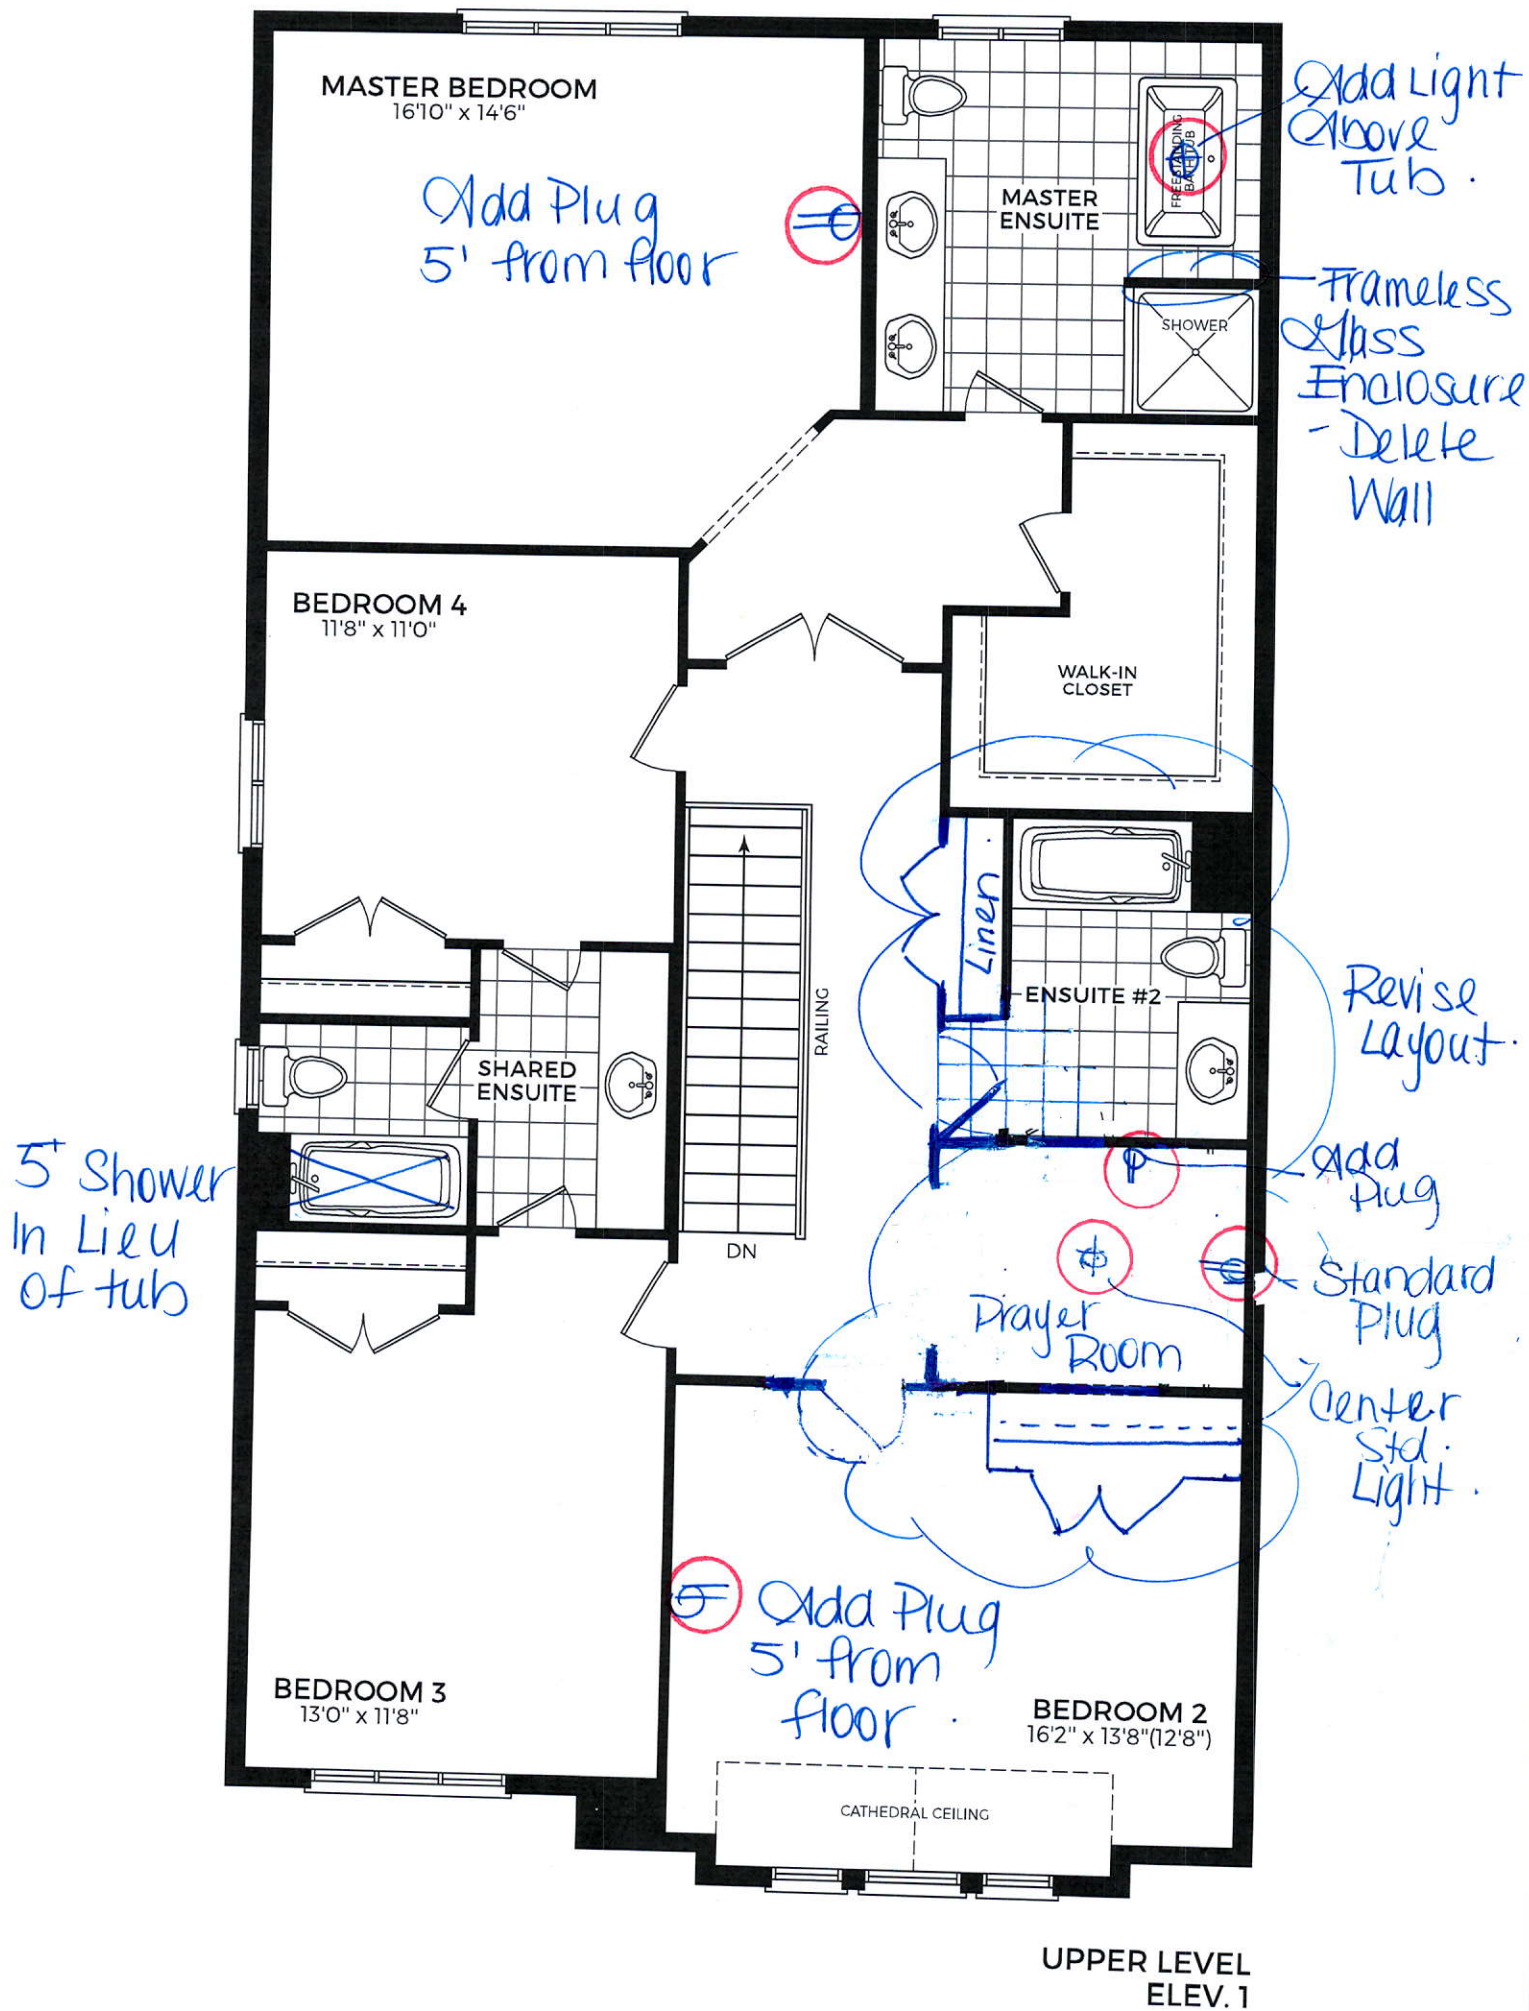 MASTER BEDROOM
16'10" x 14'6"
Add Plug
5' from floor
MASTER
ENSUITE
FREESTANDING
BATHTUB
Add Light
Above
Tub.
SHOWER
Frameless
Glass
Enclosure
- Delete
Wall
BEDROOM 4
11'8" x 11'0"
WALK-IN
CLOSET
Linen
ENSUITE #2
Revise
Layout.
RAILING
SHARED
ENSUITE
5' Shower
In Lieu
Of tub
DN
Add
Plug
Standard
Plug
Prayer
Room
Center
Std.
Light.
Add Plug
5' from
floor.
BEDROOM 3
13'0" x 11'8"
BEDROOM 2
16'2" x 13'8"(12'8")
CATHEDRAL CEILING
UPPER LEVEL
ELEV. 1